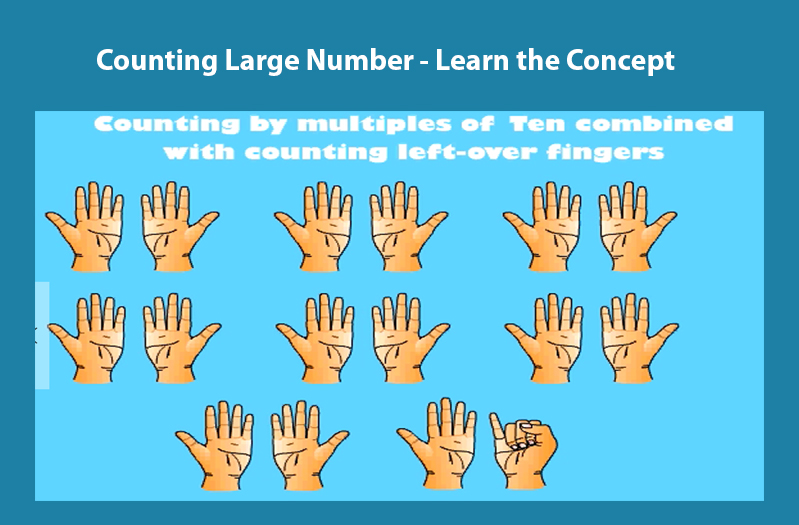 Counting Large Number - Learn the Concept
Counting by multiples of Ten combined
with counting left-over fingers